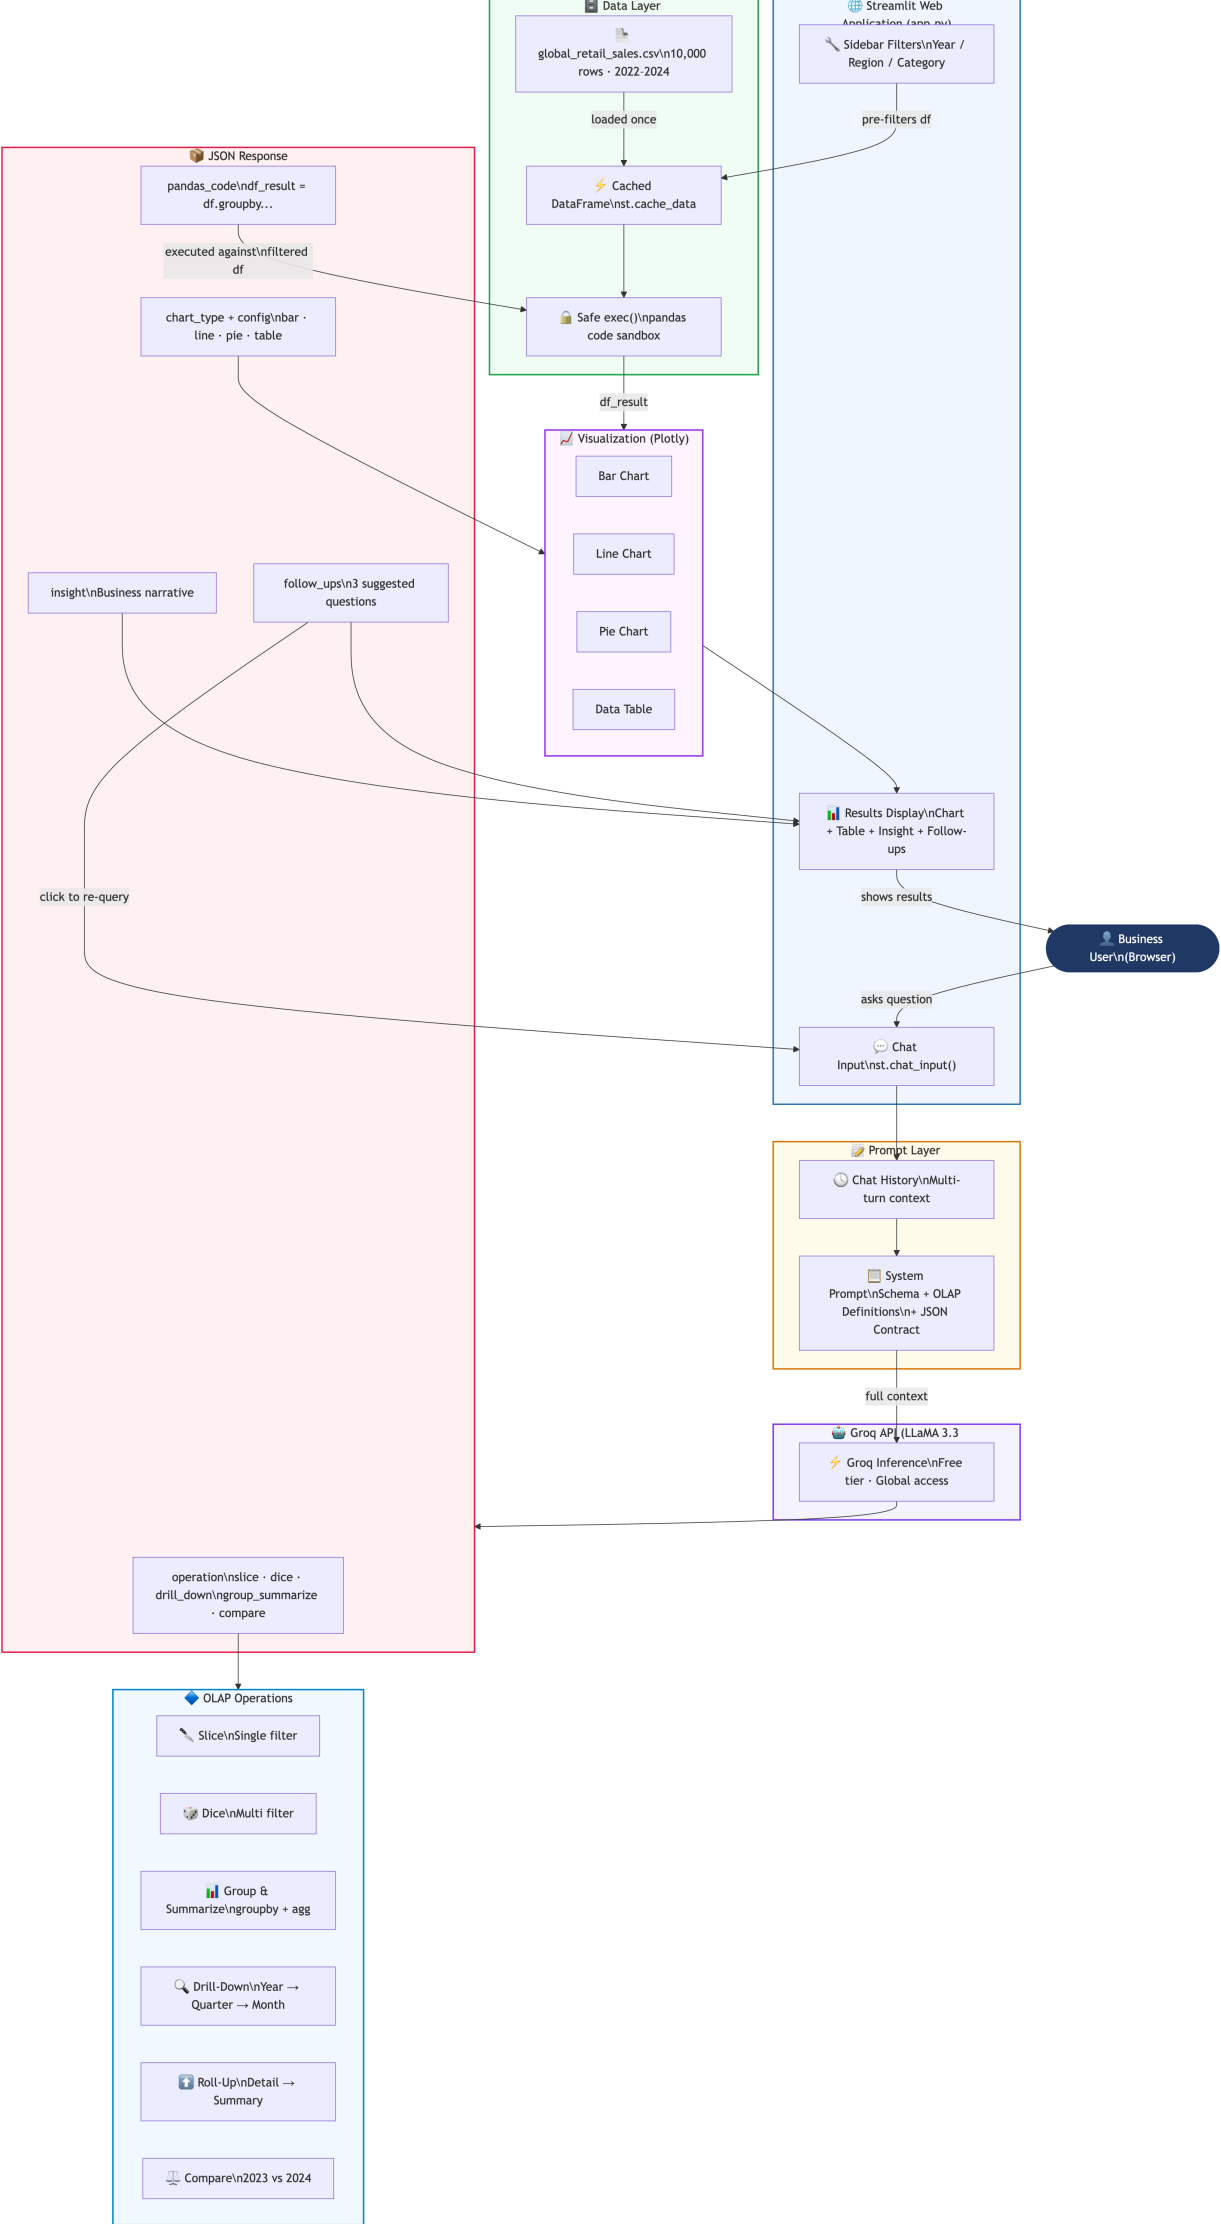 🗄️ Data Layer
🌐 Streamlit Web
Application (app.py)
📄
global_retail_sales.csv\n10,000
rows · 2022-2024
🔧 Sidebar Filters\nYear /
Region / Category
loaded once
pre-filters df
📦 JSON Response
pandas_code\ndf_result =
df.groupby...
⚡ Cached
DataFrame\nst.cache_data
executed against\nfiltered
df
chart_type + config\nbar ·
line · pie · table
🔒 Safe exec()\npandas
code sandbox
df_result
📈 Visualization (Plotly)
Bar Chart
Line Chart
Pie Chart
Data Table
insight\nBusiness narrative
follow_ups\n3 suggested
questions
📊 Results Display\nChart
+ Table + Insight + Follow-
ups
click to re-query
shows results
👤 Business
User\n(Browser)
asks question
💬 Chat
Input\nst.chat_input()
📝 Prompt Layer
🕓 Chat History\nMulti-
turn context
📋 System
Prompt\nSchema + OLAP
Definitions\n+ JSON
Contract
full context
🤖 Groq API (LLaMA 3.3
⚡ Groq Inference\nFree
tier · Global access
operation\nslice · dice ·
drill_down\ngroup_summarize
· compare
🔷 OLAP Operations
🔪 Slice\nSingle filter
🎲 Dice\nMulti filter
📊 Group &
Summarize\ngroupby + agg
🔍 Drill-Down\nYear →
Quarter → Month
⬆️ Roll-Up\nDetail →
Summary
⚖️ Compare\n2023 vs 2024